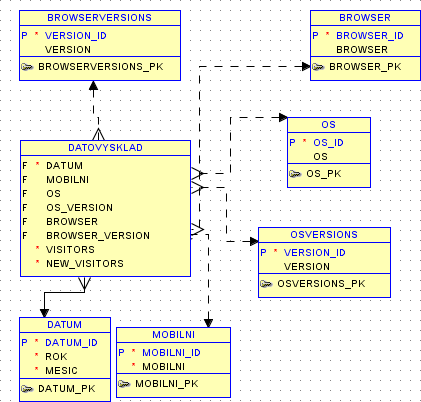 BROWSERVERSIONS
P * VERSION_ID
VERSION
BROWSERVERSIONS_PK
BROWSER
P * BROWSER_ID
BROWSER
BROWSER_PK
DATOVYSKLAD
F * DATUM
F MOBILNI
F OS
F OS_VERSION
F BROWSER
F BROWSER_VERSION
* VISITORS
* NEW_VISITORS
OS
P * OS_ID
OS
OS_PK
OSVERSIONS
P * VERSION_ID
VERSION
OSVERSIONS_PK
DATUM
P * DATUM_ID
* ROK
* MESIC
DATUM_PK
MOBILNI
P * MOBILNI_ID
* MOBILNI
MOBILNI_PK